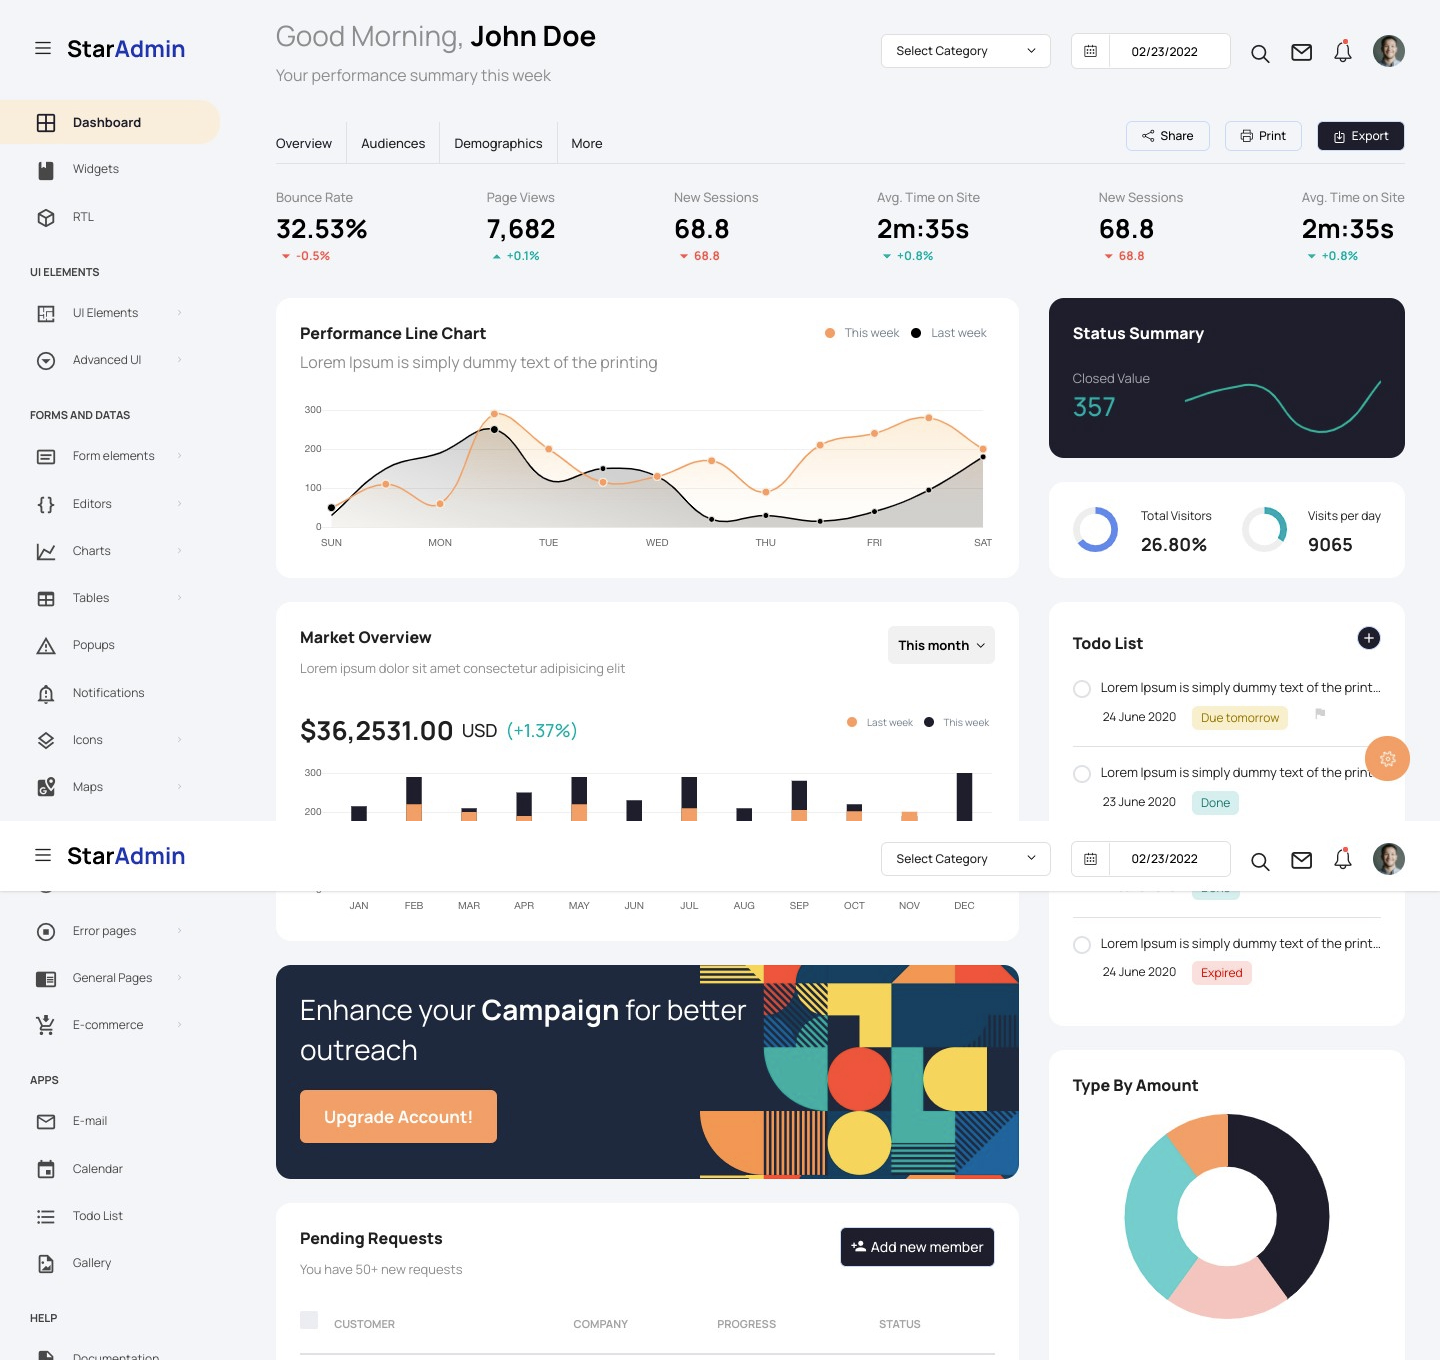 StarAdmin
Good Morning, John Doe
Your performance summary this week
Select Category
02/23/2022
Dashboard
Widgets
RTL
UI ELEMENTS
UI Elements
Advanced UI
FORMS AND DATAS
Form elements
Editors
Charts
Tables
Popups
Notifications
Icons
Maps
Overview
Audiences
Demographics
More
Share
Print
Export
Bounce Rate
32.53%
-0.5%
Page Views
7,682
+0.1%
New Sessions
68.8
68.8
Avg. Time on Site
2m:35s
+0.8%
New Sessions
68.8
68.8
Avg. Time on Site
2m:35s
+0.8%
Performance Line Chart
This week
Last week
Lorem Ipsum is simply dummy text of the printing
300
200
100
0
SUN MON TUE WED THU FRI SAT
Status Summary
Closed Value
357
Total Visitors
26.80%
Visits per day
9065
Market Overview
This month
Lorem ipsum dolor sit amet consectetur adipisicing elit
$36,2531.00 USD (+1.37%)
Last week
This week
300
200
Todo List
Lorem Ipsum is simply dummy text of the print...
24 June 2020
Due tomorrow
Lorem Ipsum is simply dummy text of the print
23 June 2020
Done
StarAdmin
Select Category
02/23/2022
JAN FEB MAR APR MAY JUN JUL AUG SEP OCT NOV DEC
Lorem Ipsum is simply dummy text of the print...
24 June 2020
Expired
Error pages
General Pages
E-commerce
APPS
E-mail
Calendar
Todo List
Gallery
HELP
Documentation
Enhance your Campaign for better
outreach
Upgrade Account!
Type By Amount
Pending Requests
Add new member
You have 50+ new requests
CUSTOMER
COMPANY
PROGRESS
STATUS